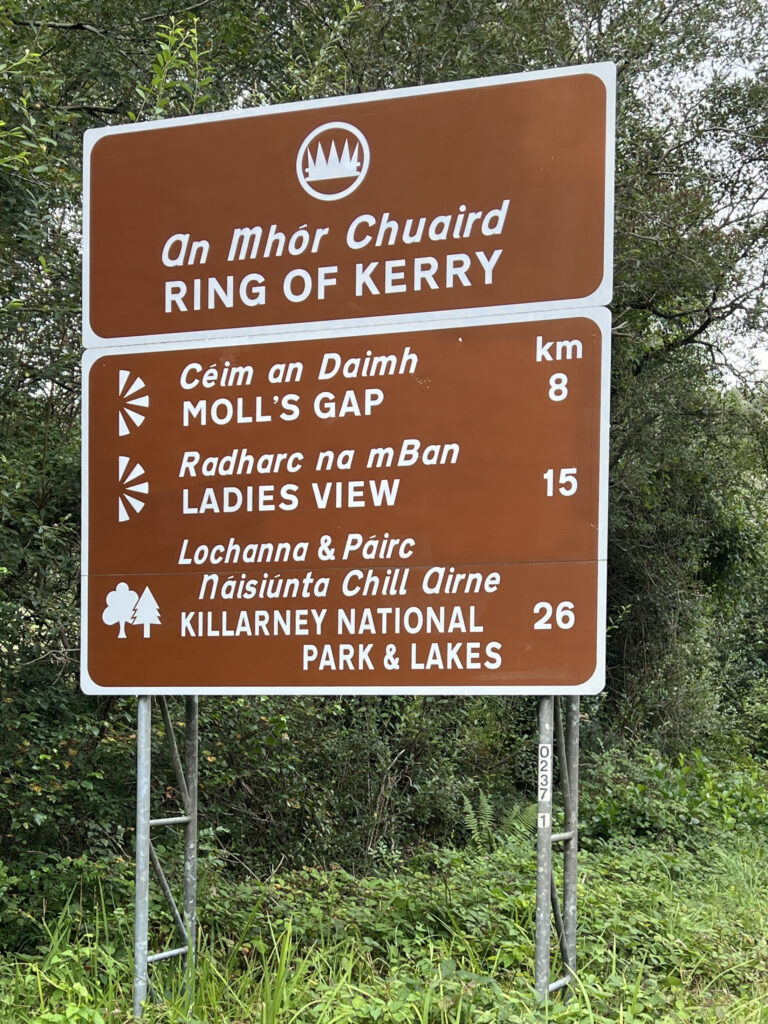 An Mhór Chuaird
RING OF KERRY
km
Céim an Daimh
MOLL'S GAP 8
Radharc na mBan
LADIES VIEW 15
Lochanna & Páirc
Náisiúnta Chill Airne
KILLARNEY NATIONAL 26
PARK & LAKES
0237 1